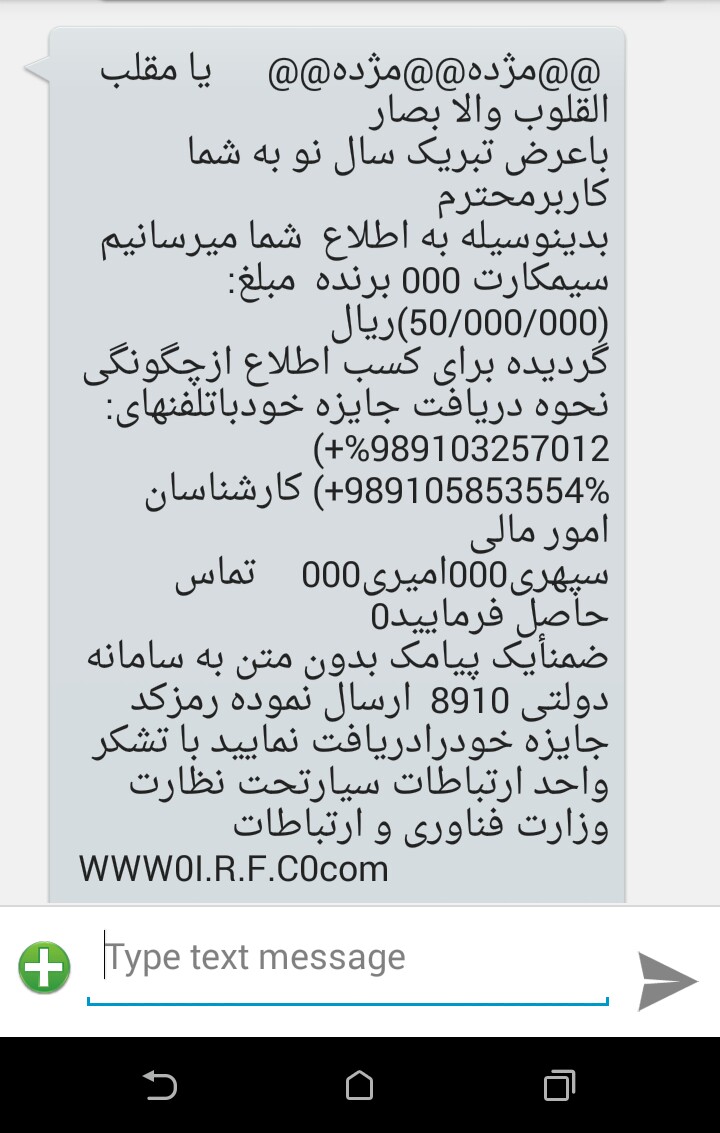 @@مژده@@مژده@@ یا مقلب
القلوب والا بصار
باعرض تبریک سال نو به شما
کاربرمحترم
بدینوسیله به اطلاع شما میرسانیم
سیمکارت 000 برنده مبلغ:
(50/000/000)ریال
گردیده برای کسب اطلاع ازچگونگی
نحوه دریافت جایزه خودباتلفنهای:
989103257012%+)
+989105853554%) کارشناسان
امور مالی
سپهری000امیری000 تماس
حاصل فرمایید0
ضمنأیک پیامک بدون متن به سامانه
دولتی 8910 ارسال نموده رمزکد
جایزه خودرادریافت نمایید با تشکر
واحد ارتباطات سیارتحت نظارت
وزارت فناوری و ارتباطات
WWW0I.R.F.C0com
Type text message